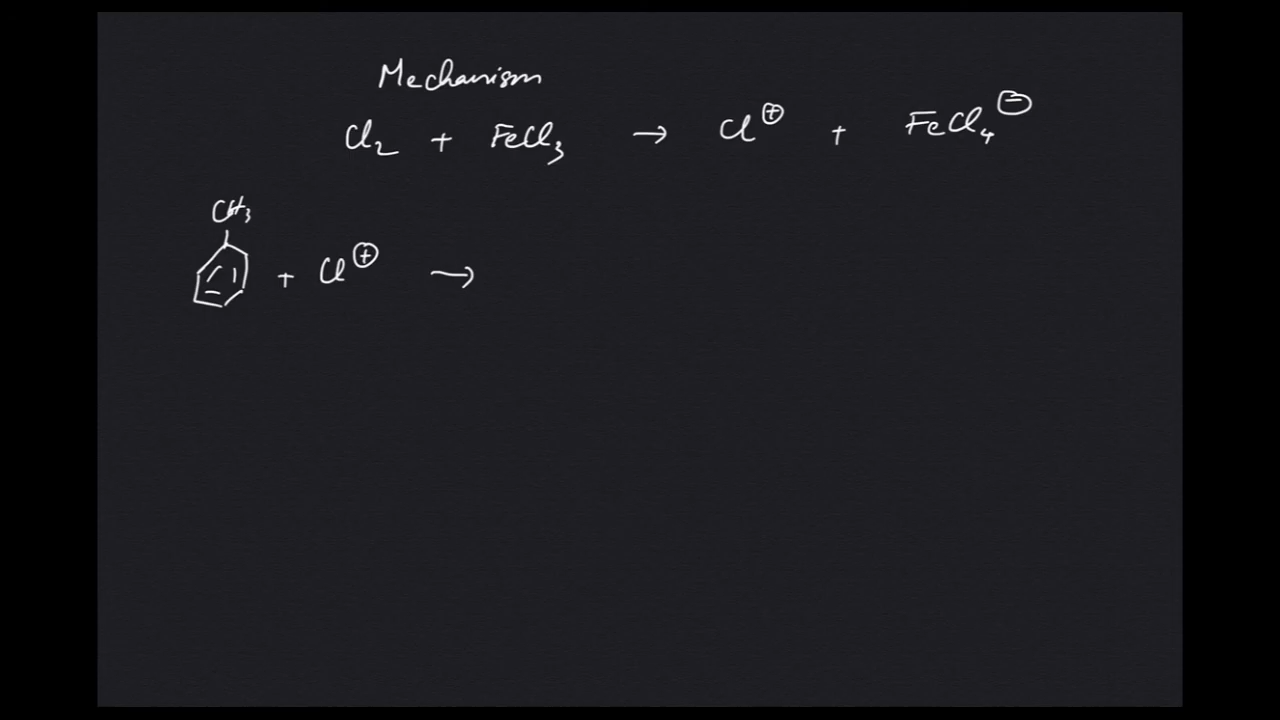 Mechanism
Cl₂ + FeCl₃ → Cl⊕ + FeCl₄⊖
CH₃
+ Cl⊕ →